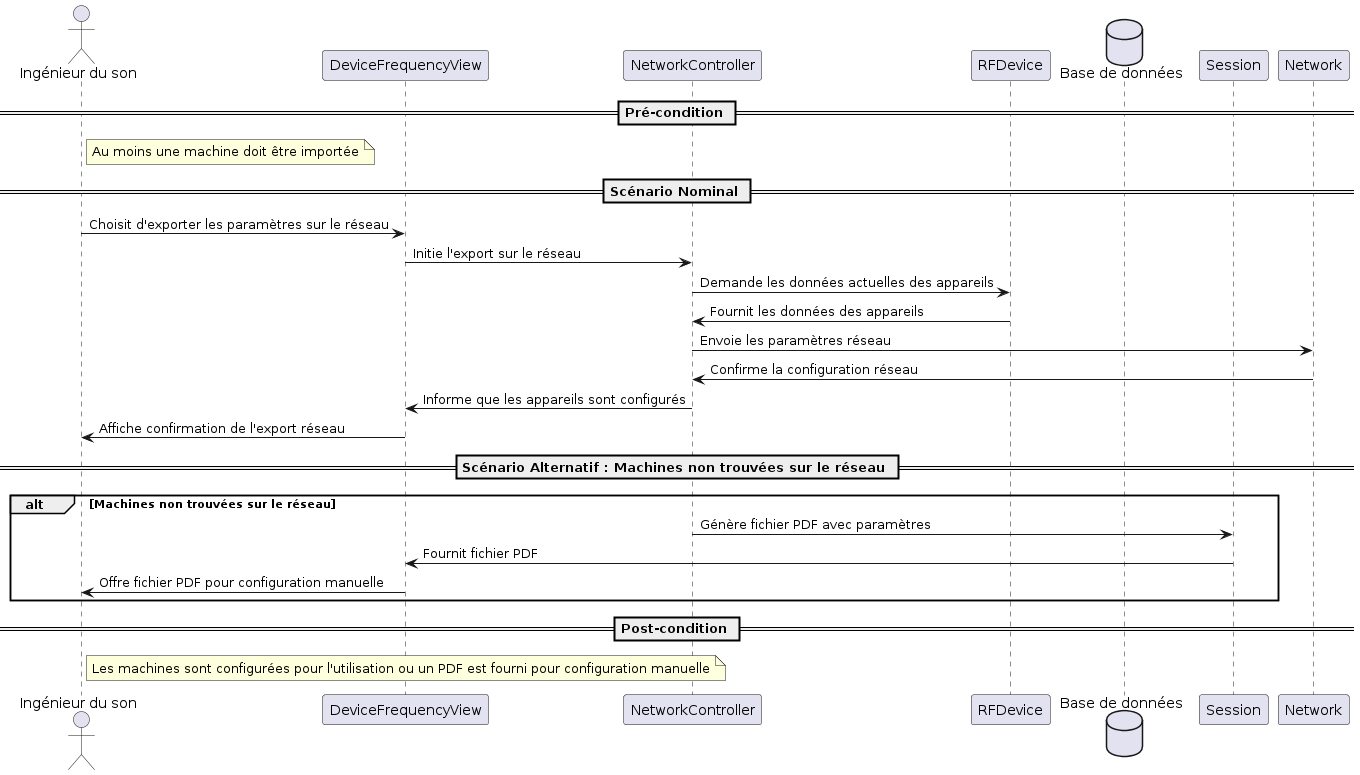 Ingénieur du son
DeviceFrequencyView
NetworkController
RFDevice
Base de données
Session
Network
Pré-condition
Au moins une machine doit être importée
Scénario Nominal
Choisit d'exporter les paramètres sur le réseau
Initie l'export sur le réseau
Demande les données actuelles des appareils
Fournit les données des appareils
Envoie les paramètres réseau
Confirme la configuration réseau
Informe que les appareils sont configurés
Affiche confirmation de l'export réseau
Scénario Alternatif : Machines non trouvées sur le réseau
alt
[Machines non trouvées sur le réseau]
Génère fichier PDF avec paramètres
Fournit fichier PDF
Offre fichier PDF pour configuration manuelle
Post-condition
Les machines sont configurées pour l'utilisation ou un PDF est fourni pour configuration manuelle
Ingénieur du son
DeviceFrequencyView
NetworkController
RFDevice
Base de données
Session
Network